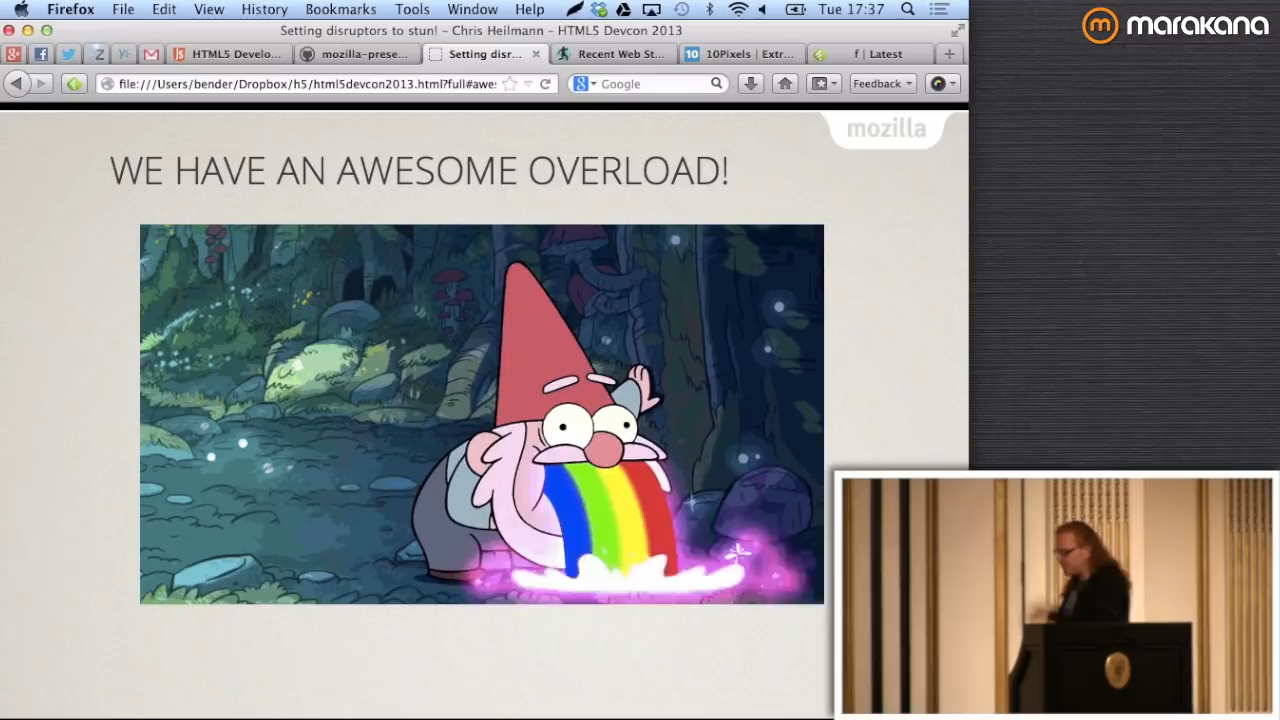 Firefox File Edit View History Bookmarks Tools Window Help Tue 17:37
Setting disruptors to stun! – Chris Heilmann – HTML5 Devcon 2013
HTML5 Develo... mozilla-prese... Setting disr... Recent Web St... 10Pixels | Extr... f | Latest
file:///Users/bender/Dropbox/h5/html5devcon2013.html?full#awe: Google Feedback
marakana
mozilla
WE HAVE AN AWESOME OVERLOAD!